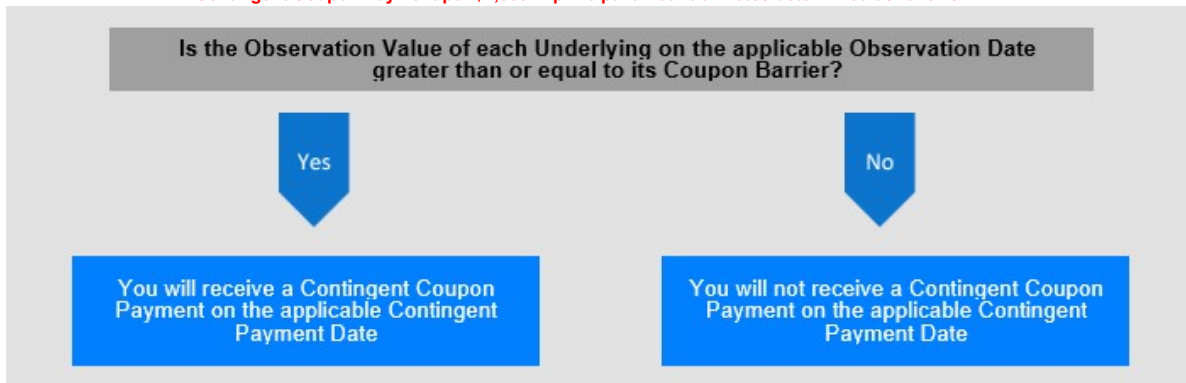 Is the Observation Value of each Underlying on the applicable Observation Date
greater than or equal to its Coupon Barrier?
Yes
No
You will receive a Contingent Coupon
Payment on the applicable Contingent
Payment Date
You will not receive a Contingent Coupon
Payment on the applicable Contingent
Payment Date